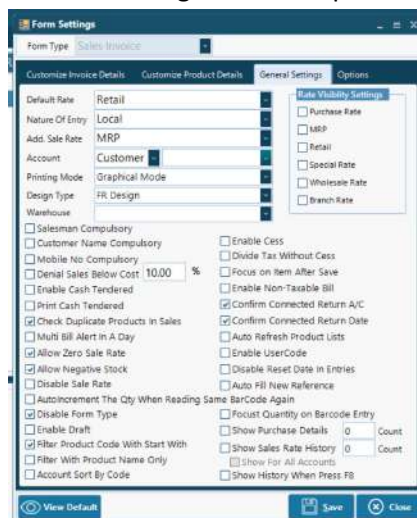 Form Settings
Form Type Sales Invoice
Customize Invoice Details Customize Product Details General Settings Options
Default Rate Retail
Nature Of Entry Local
Add. Sale Rate MRP
Account Customer
Printing Mode Graphical Mode
Design Type FR Design
Warehouse
Rate Visiblity Settings
Purchase Rate
MRP
Retail
Special Rate
Wholesale Rate
Branch Rate
Salesman Compulsory
Customer Name Compulsory
Mobile No Compulsory
Denial Sales Below Cost 10.00 %
Enable Cash Tendered
Print Cash Tendered
Check Duplicate Products In Sales
Multi Bill Alert In A Day
Allow Zero Sale Rate
Allow Negative Stock
Disable Sale Rate
AutoIncrement The Qty When Reading Same BarCode Again
Disable Form Type
Enable Draft
Filter Product Code With Start With
Filter With Product Name Only
Account Sort By Code
Enable Cess
Divide Tax Without Cess
Focus on Item After Save
Enable Non-Taxable Bill
Confirm Connected Return A/C
Confirm Connected Return Date
Auto Refresh Product Lists
Enable UserCode
Disable Reset Date In Entries
Auto Fill New Reference
Focust Quantity on Barcode Entry
Show Purchase Details 0 Count
Show Sales Rate History 0 Count
Show For All Accounts
Show History When Press F8
View Default Save Close